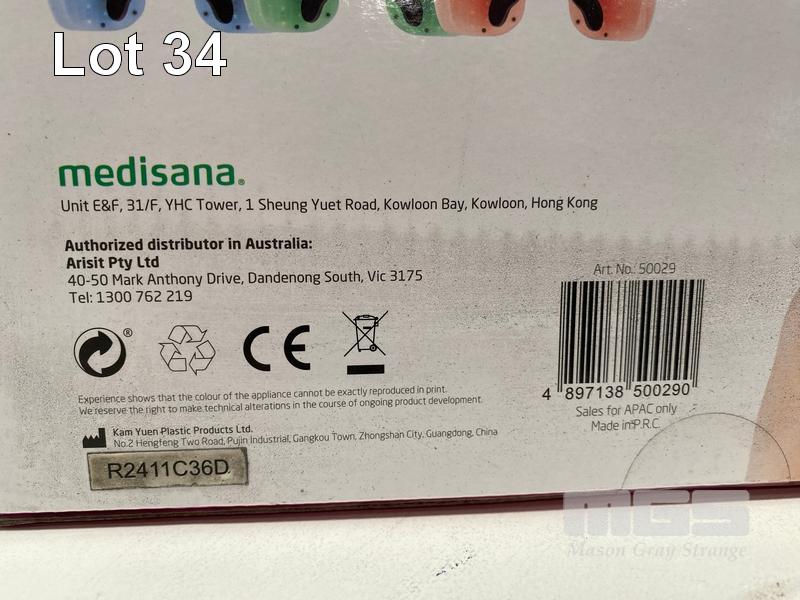 Lot 34
medisana®
Unit E&F, 31/F, YHC Tower, 1 Sheung Yuet Road, Kowloon Bay, Kowloon, Hong Kong
Authorized distributor in Australia:
Arisit Pty Ltd
40-50 Mark Anthony Drive, Dandenong South, Vic 3175
Tel: 1300 762 219
Art. No.: 50029
®
CE
4 897138 500290
Experience shows that the colour of the appliance cannot be exactly reproduced in print.
We reserve the right to make technical alterations in the course of ongoing product development.
Sales for APAC only
Made in P.R.C.
Kam Yuen Plastic Products Ltd.
No.2 Hengfeng Two Road, Pujin Industrial, Gangkou Town, Zhongshan City, Guangdong, China
R2411C36D
MGS
Mason Gray Strange